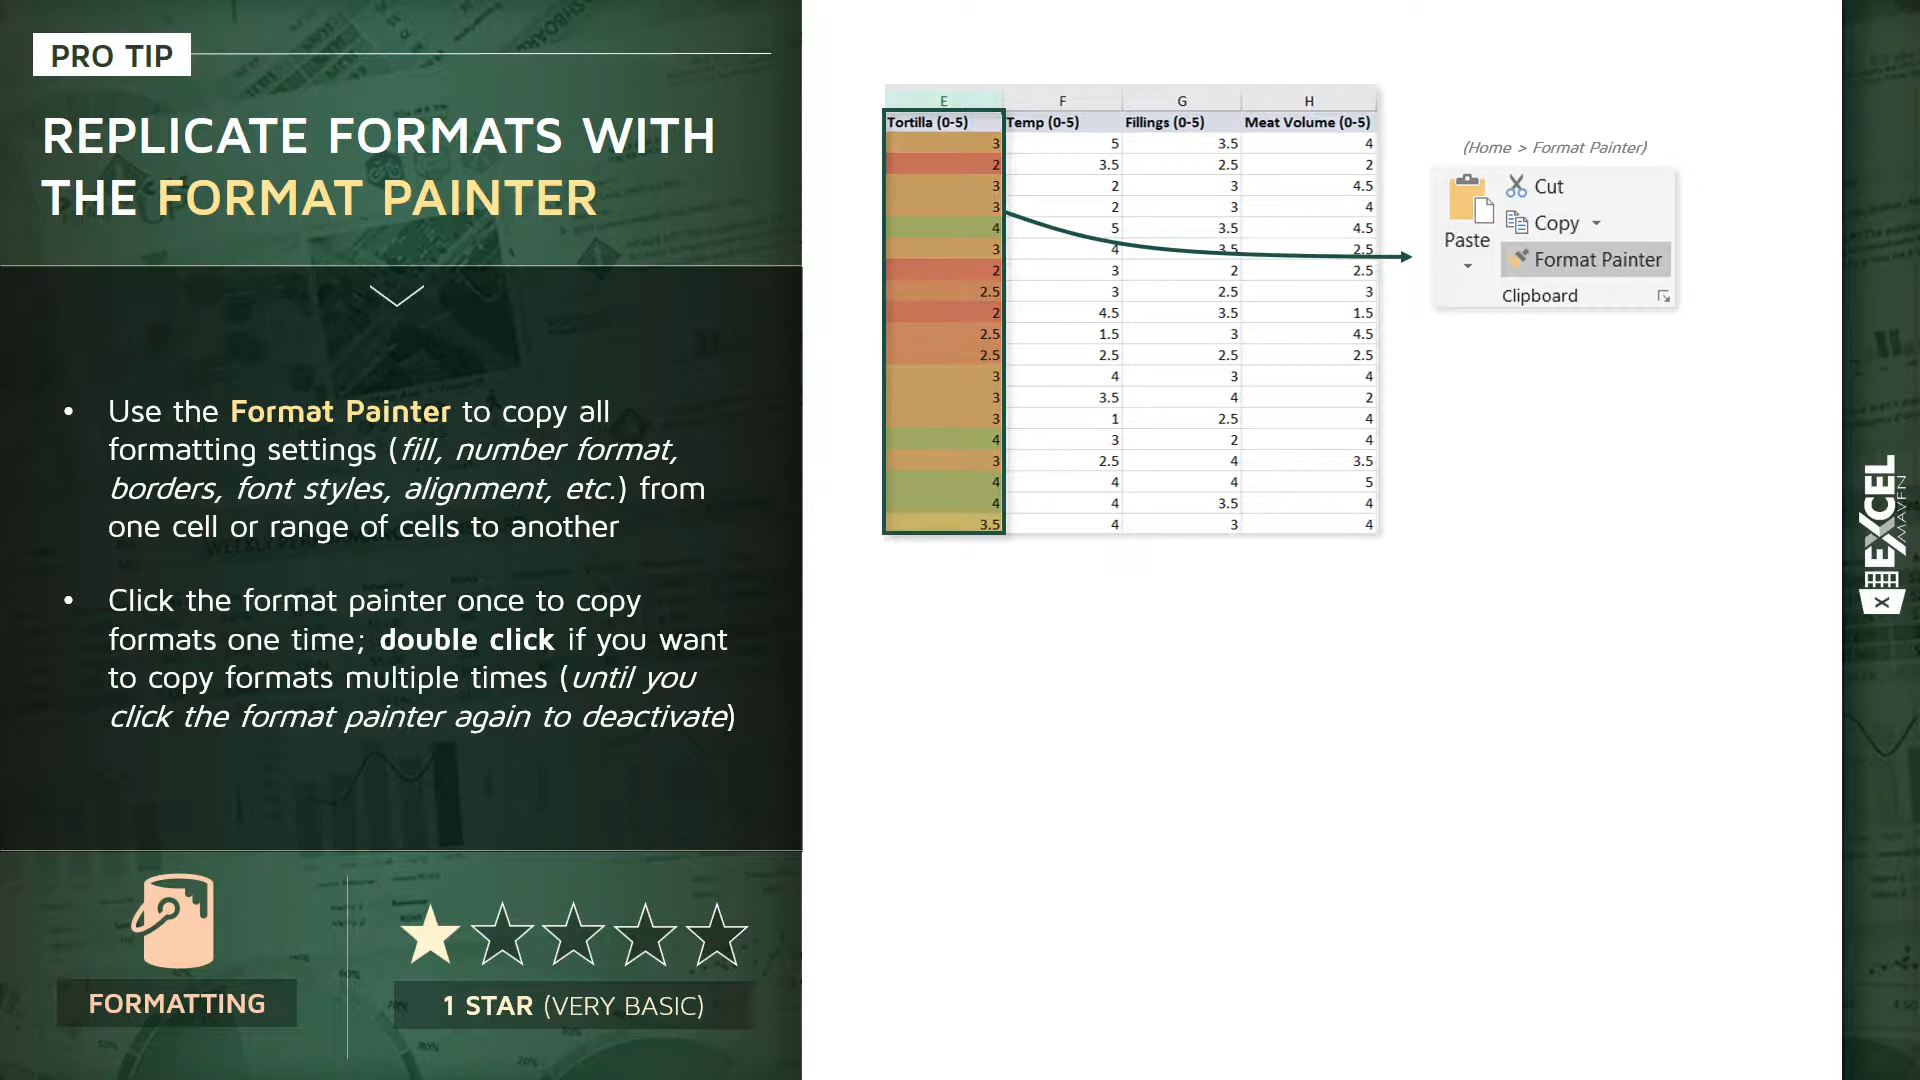 PRO TIP
REPLICATE FORMATS WITH
THE FORMAT PAINTER
• Use the Format Painter to copy all
formatting settings (fill, number format,
borders, font styles, alignment, etc.) from
one cell or range of cells to another
• Click the format painter once to copy
formats one time; double click if you want
to copy formats multiple times (until you
click the format painter again to deactivate)
FORMATTING
1 STAR (VERY BASIC)
E F G H
Tortilla (0-5) Temp (0-5) Fillings (0-5) Meat Volume (0-5)
3 5 3.5 4
2 3.5 2.5 2
3 2 3 4.5
3 2 3 4
4 5 3.5 4.5
3 4 3.5 2.5
2 3 2 2.5
2.5 3 2.5 3
2 4.5 3.5 1.5
2.5 1.5 3 4.5
2.5 2.5 2.5 2.5
3 4 3 4
3 3.5 4 2
3 1 2.5 4
4 3 2 4
3 2.5 4 3.5
4 4 4 5
4 4 3.5 4
3.5 4 3 4
(Home > Format Painter)
Cut
Copy
Paste
Format Painter
Clipboard
X EXCEL
MAVEN